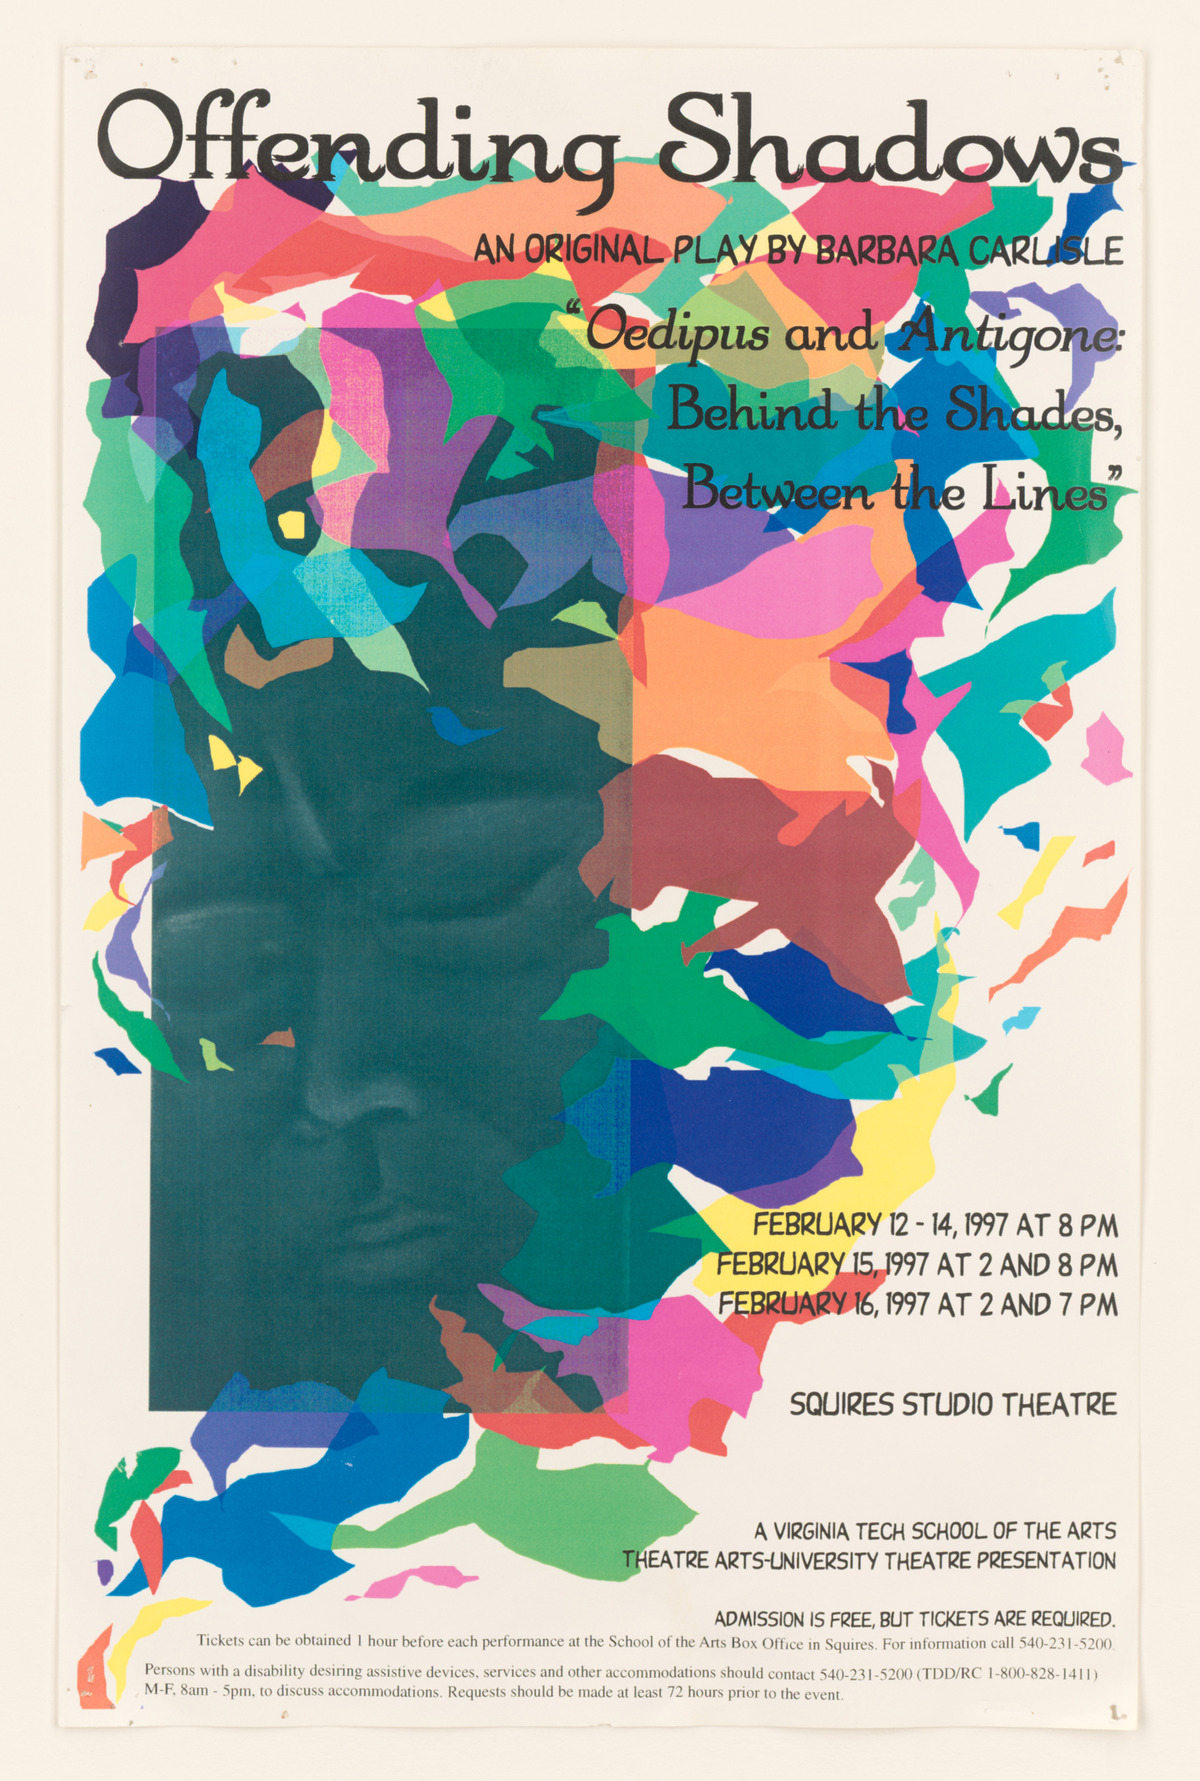 Offending Shadows
AN ORIGINAL PLAY BY BARBARA CARLISLE
“Oedipus and Antigone:
Behind the Shades,
Between the Lines”
FEBRUARY 12 - 14, 1997 AT 8 PM
FEBRUARY 15, 1997 AT 2 AND 8 PM
FEBRUARY 16, 1997 AT 2 AND 7 PM
SQUIRES STUDIO THEATRE
A VIRGINIA TECH SCHOOL OF THE ARTS
THEATRE ARTS-UNIVERSITY THEATRE PRESENTATION
ADMISSION IS FREE, BUT TICKETS ARE REQUIRED.
Tickets can be obtained 1 hour before each performance at the School of the Arts Box Office in Squires. For information call 540-231-5200.
Persons with a disability desiring assistive devices, services and other accommodations should contact 540-231-5200 (TDD/RC 1-800-828-1411)
M-F, 8am - 5pm, to discuss accommodations. Requests should be made at least 72 hours prior to the event.